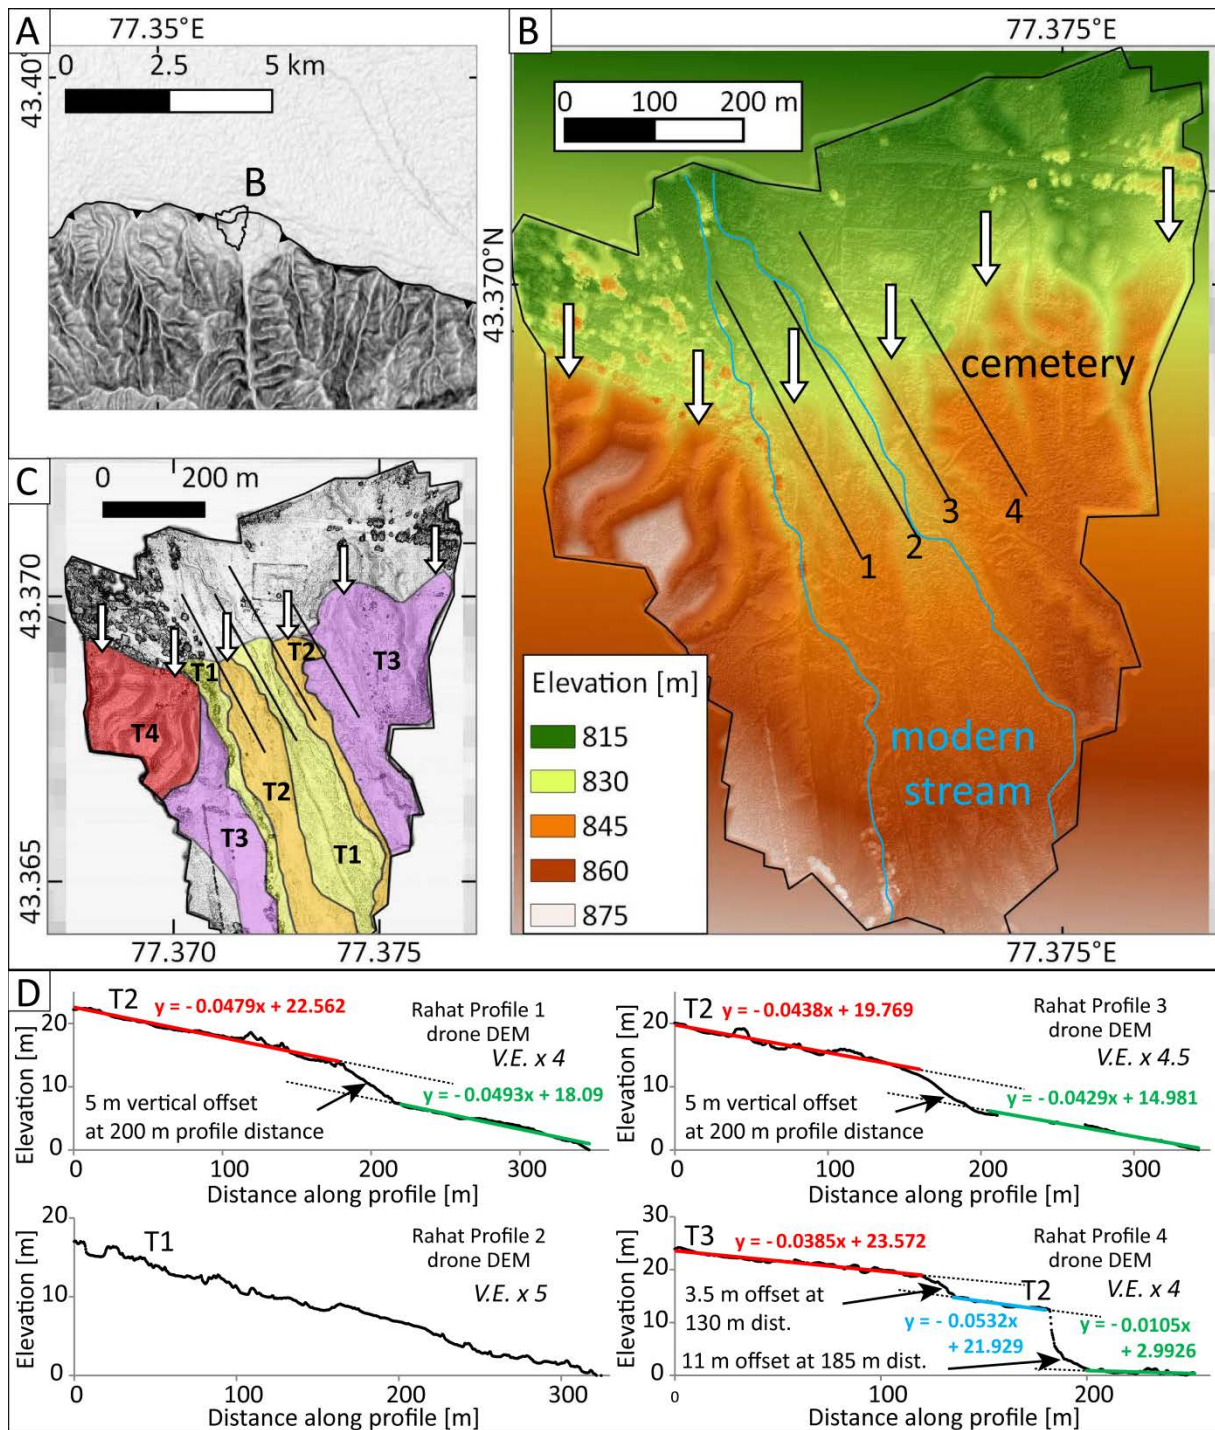 A
77.35°E
0 2.5 5 km
43.40°
B
B
77.375°E
0 100 200 m
43.370°N
cemetery
1
2
3
4
Elevation [m]
815
830
845
860
875
modern
stream
77.375°E
C
0 200 m
43.370
43.365
T1
T2
T3
T4
T2
T3
T1
77.370 77.375
D
T2
y = - 0.0479x + 22.562
Rahat Profile 1
drone DEM
V.E. x 4
y = - 0.0493x + 18.09
5 m vertical offset
at 200 m profile distance
Elevation [m]
20
10
0
0 100 200 300
Distance along profile [m]
T2
y = - 0.0438x + 19.769
Rahat Profile 3
drone DEM
V.E. x 4.5
y = - 0.0429x + 14.981
5 m vertical offset
at 200 m profile distance
Elevation [m]
20
10
0
0 100 200 300
Distance along profile [m]
T1
Rahat Profile 2
drone DEM
V.E. x 5
Elevation [m]
20
10
0
0 100 200 300
Distance along profile [m]
T3
y = - 0.0385x + 23.572
Rahat Profile 4
drone DEM
V.E. x 4
T2
3.5 m offset at
130 m dist.
y = - 0.0532x
+ 21.929
y = - 0.0105x
+ 2.9926
11 m offset at 185 m dist.
Elevation [m]
30
20
10
0
0 100 200
Distance along profile [m]